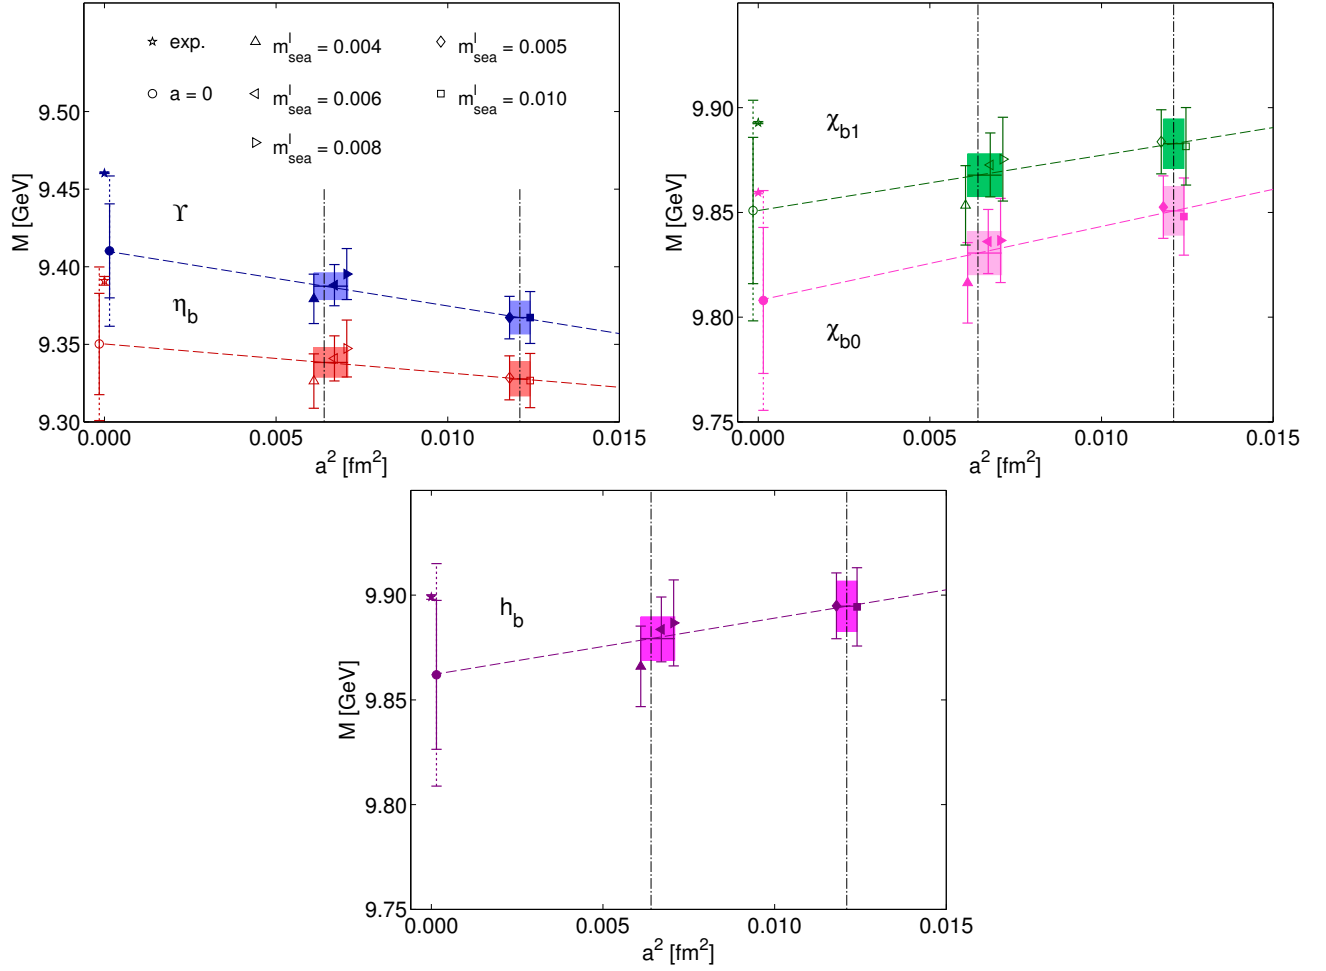 exp.
m^l_sea = 0.004
m^l_sea = 0.005
a = 0
m^l_sea = 0.006
m^l_sea = 0.010
m^l_sea = 0.008
9.50
9.45
9.40
9.35
9.30
M [GeV]
ϒ
η_b
0.000
0.005
0.010
0.015
a^2 [fm^2]
9.90
9.85
9.80
9.75
M [GeV]
χ_b1
χ_b0
0.000
0.005
0.010
0.015
a^2 [fm^2]
9.90
9.85
9.80
9.75
M [GeV]
h_b
0.000
0.005
0.010
0.015
a^2 [fm^2]